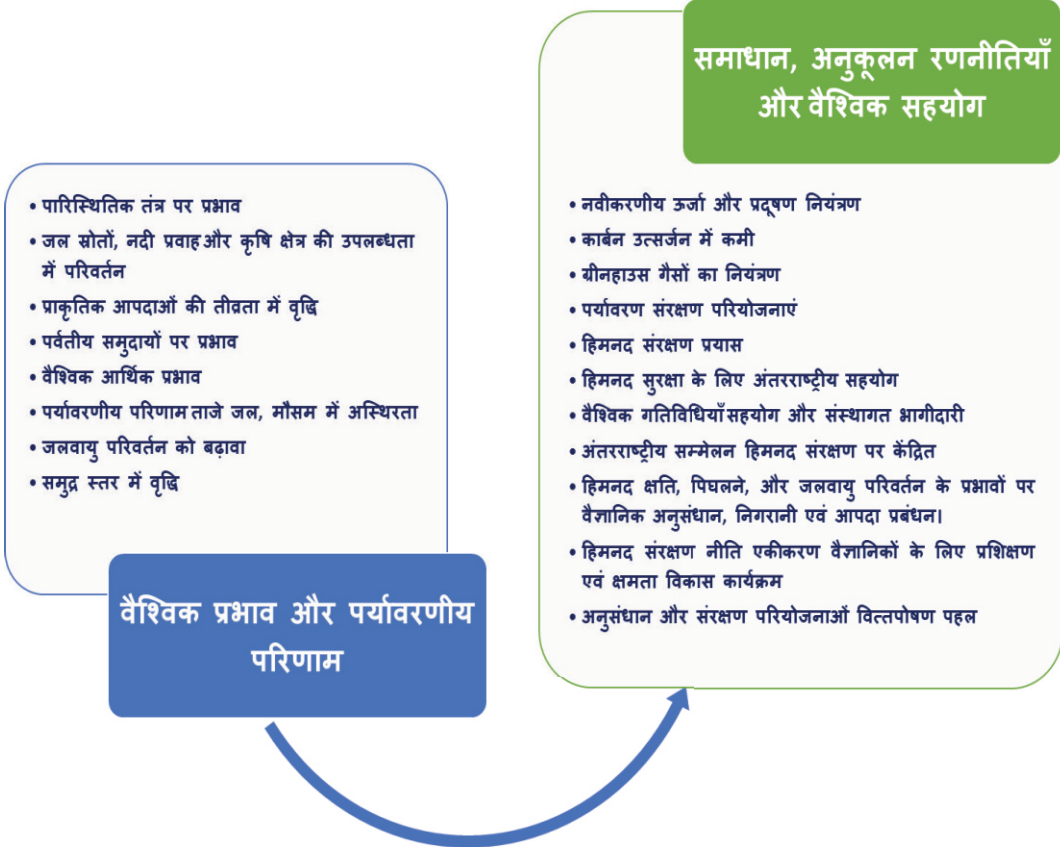 • पारिस्थितिक तंत्र पर प्रभाव
• जल स्रोतों, नदी प्रवाह और कृषि क्षेत्र की उपलब्धता
में परिवर्तन
• प्राकृतिक आपदाओं की तीव्रता में वृद्धि
• पर्वतीय समुदायों पर प्रभाव
• वैश्विक आर्थिक प्रभाव
• पर्यावरणीय परिणाम ताजे जल, मौसम में अस्थिरता
• जलवायु परिवर्तन को बढ़ावा
• समुद्र स्तर में वृद्धि
वैश्विक प्रभाव और पर्यावरणीय
परिणाम
समाधान, अनुकूलन रणनीतियाँ
और वैश्विक सहयोग
• नवीकरणीय ऊर्जा और प्रदूषण नियंत्रण
• कार्बन उत्सर्जन में कमी
• ग्रीनहाउस गैसों का नियंत्रण
• पर्यावरण संरक्षण परियोजनाएं
• हिमनद संरक्षण प्रयास
• हिमनद सुरक्षा के लिए अंतरराष्ट्रीय सहयोग
• वैश्विक गतिविधियाँ सहयोग और संस्थागत भागीदारी
• अंतरराष्ट्रीय सम्मेलन हिमनद संरक्षण पर केंद्रित
• हिमनद क्षति, पिघलने, और जलवायु परिवर्तन के प्रभावों पर
वैज्ञानिक अनुसंधान, निगरानी एवं आपदा प्रबंधन।
• हिमनद संरक्षण नीति एकीकरण वैज्ञानिकों के लिए प्रशिक्षण
एवं क्षमता विकास कार्यक्रम
• अनुसंधान और संरक्षण परियोजनाओं वित्तपोषण पहल